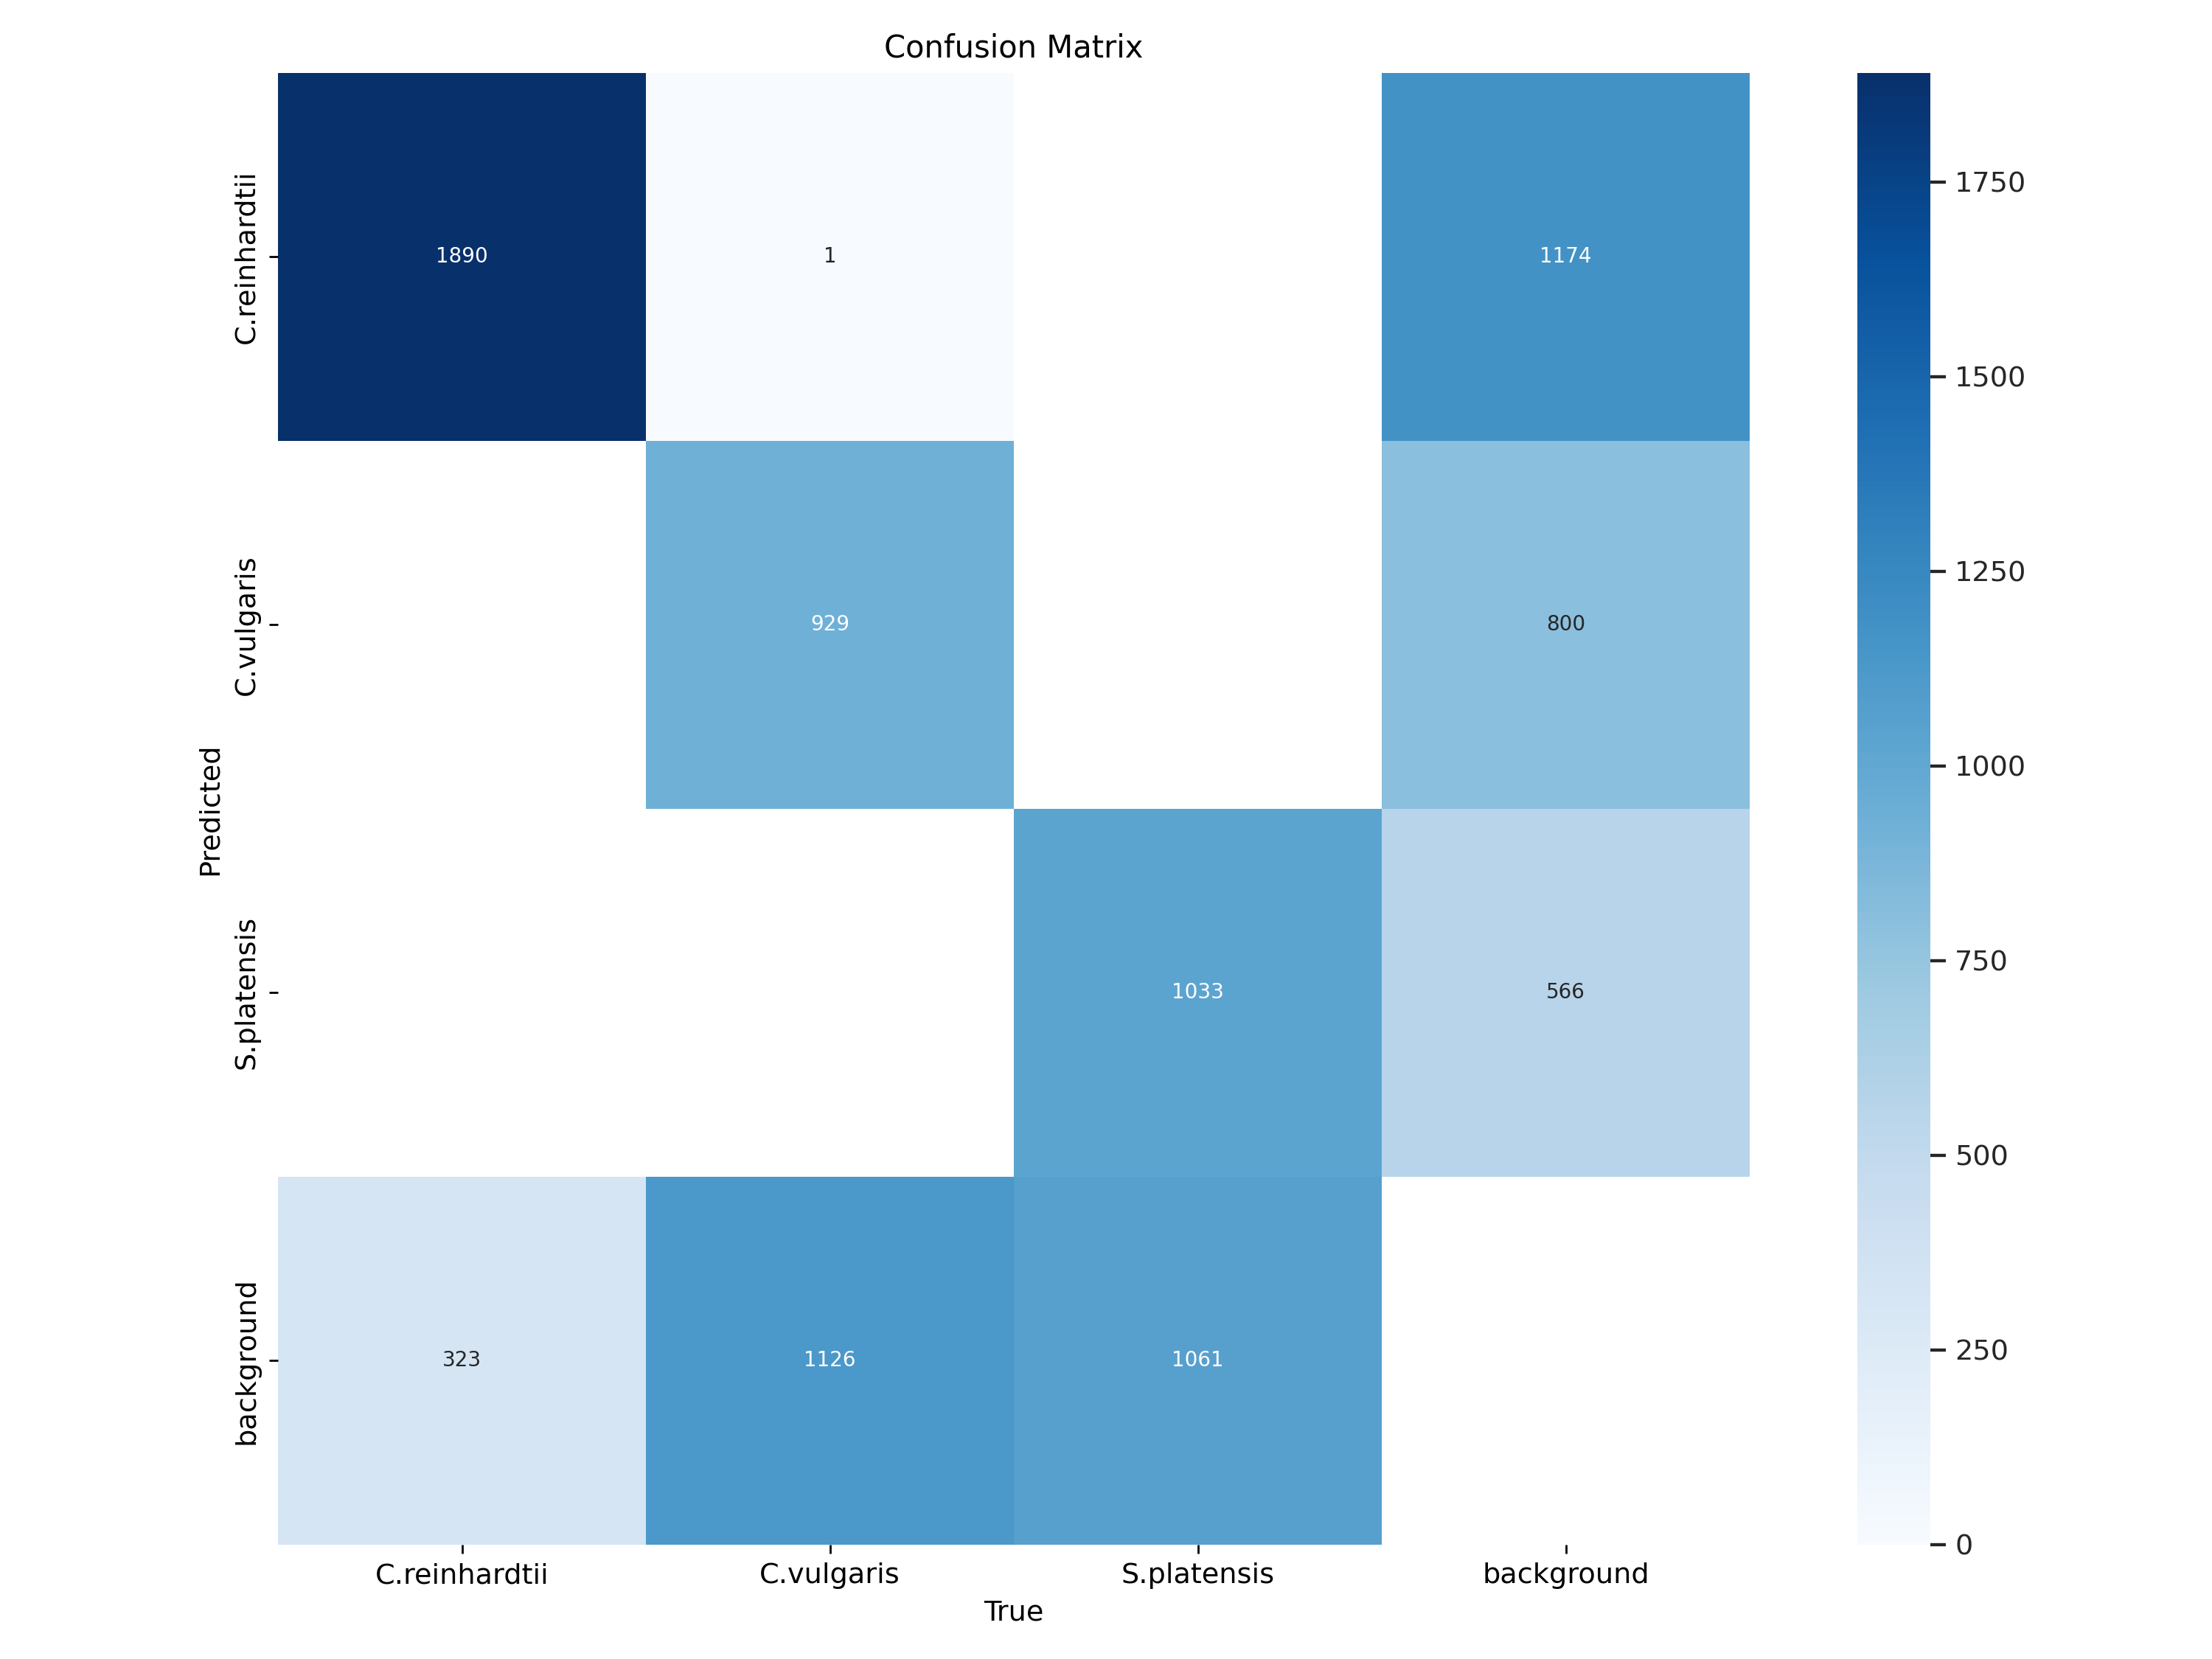 Confusion Matrix
C.reinhardtii
1890
1
1174
C.vulgaris
929
800
S.platensis
1033
566
background
323
1126
1061
Predicted
C.reinhardtii
C.vulgaris
S.platensis
background
True
1750
1500
1250
1000
750
500
250
0